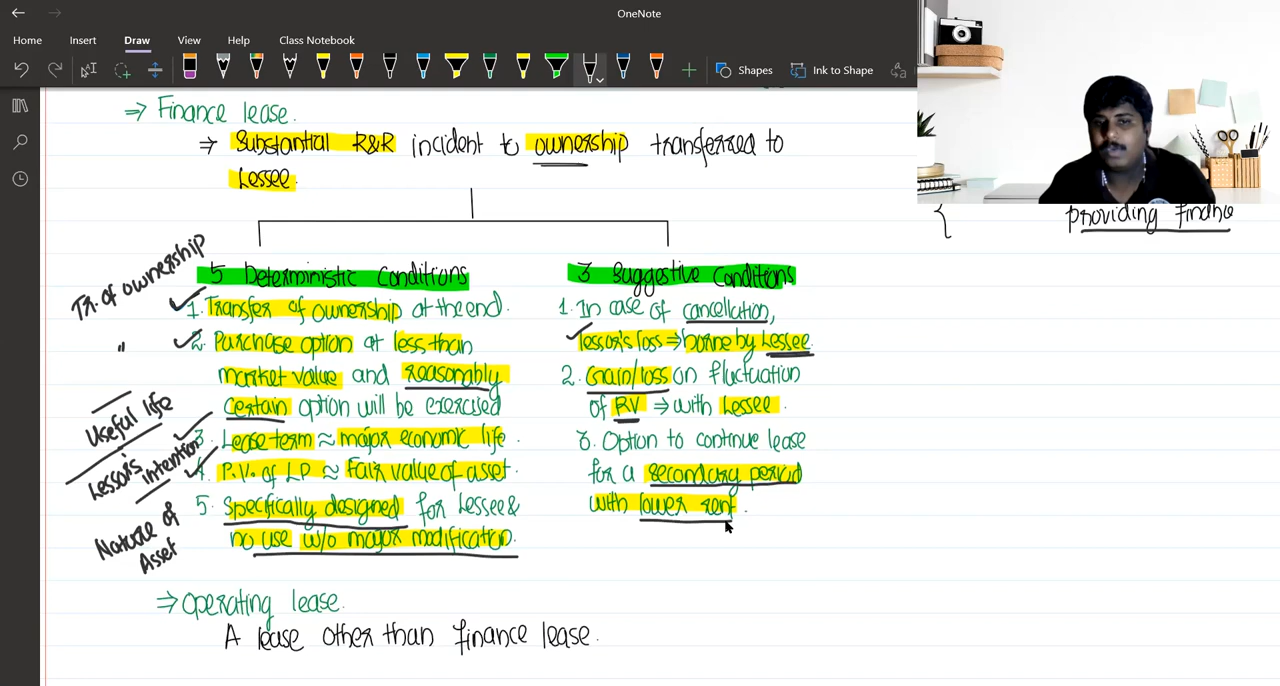 OneNote
Home Insert Draw View Help Class Notebook
Shapes Ink to Shape
⇒ Finance lease.
⇒ Substantial R&R incident to ownership transferred to
Lessee.
providing finance
Tr. of ownership
"
Useful life
Lessor's intention
Nature of
Asset
5 Deterministic Conditions
1. Transfer of ownership at the end.
2. Purchase option at less than
market value and reasonably
certain option will be exercised
3. Lease term ≈ major economic life.
4. P.V. of LP ≈ Fair value of asset.
5. Specifically designed for Lessee &
no use w/o major modification.
3 Suggestive Conditions
1. In case of cancellation,
lessor's loss ⇒ borne by Lessee.
2. Gain/loss on fluctuation
of RV ⇒ with Lessee.
3. Option to continue lease
for a secondary period
with lower rent.
⇒ Operating lease.
A lease other than finance lease.